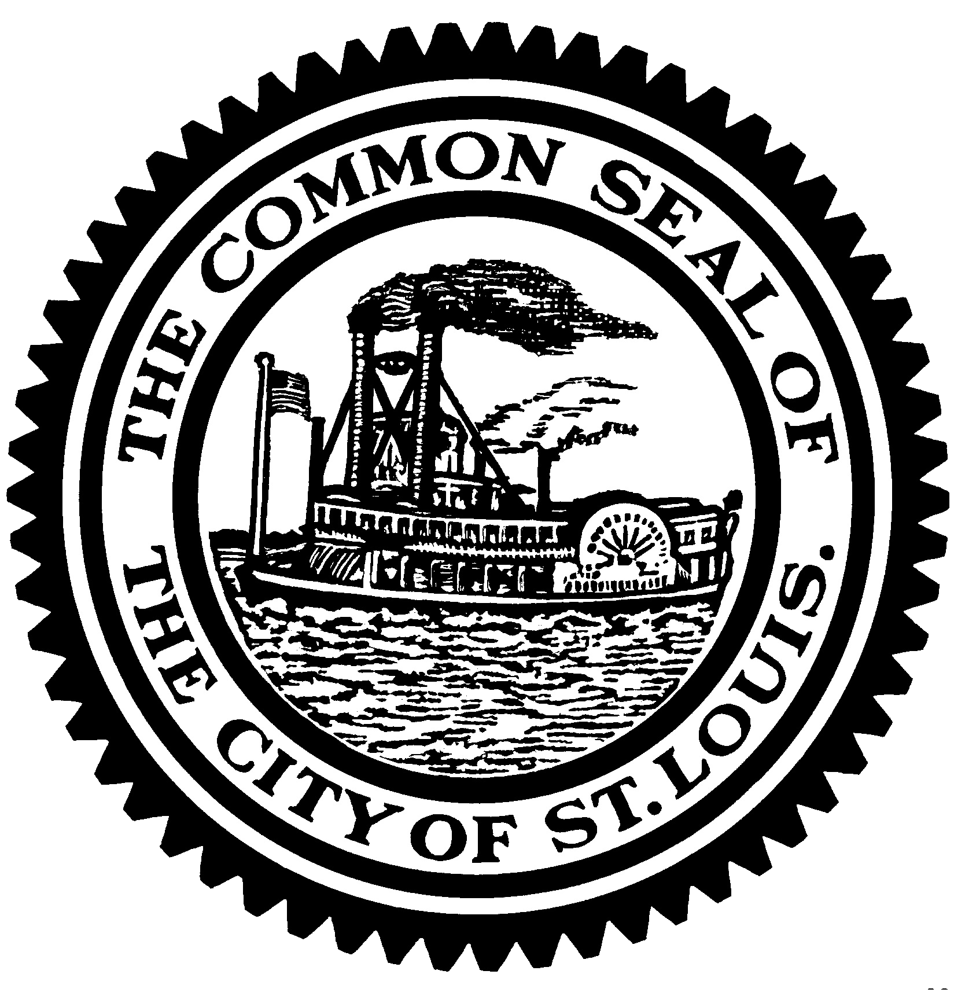 THE COMMON SEAL OF
THE CITY OF ST. LOUIS.